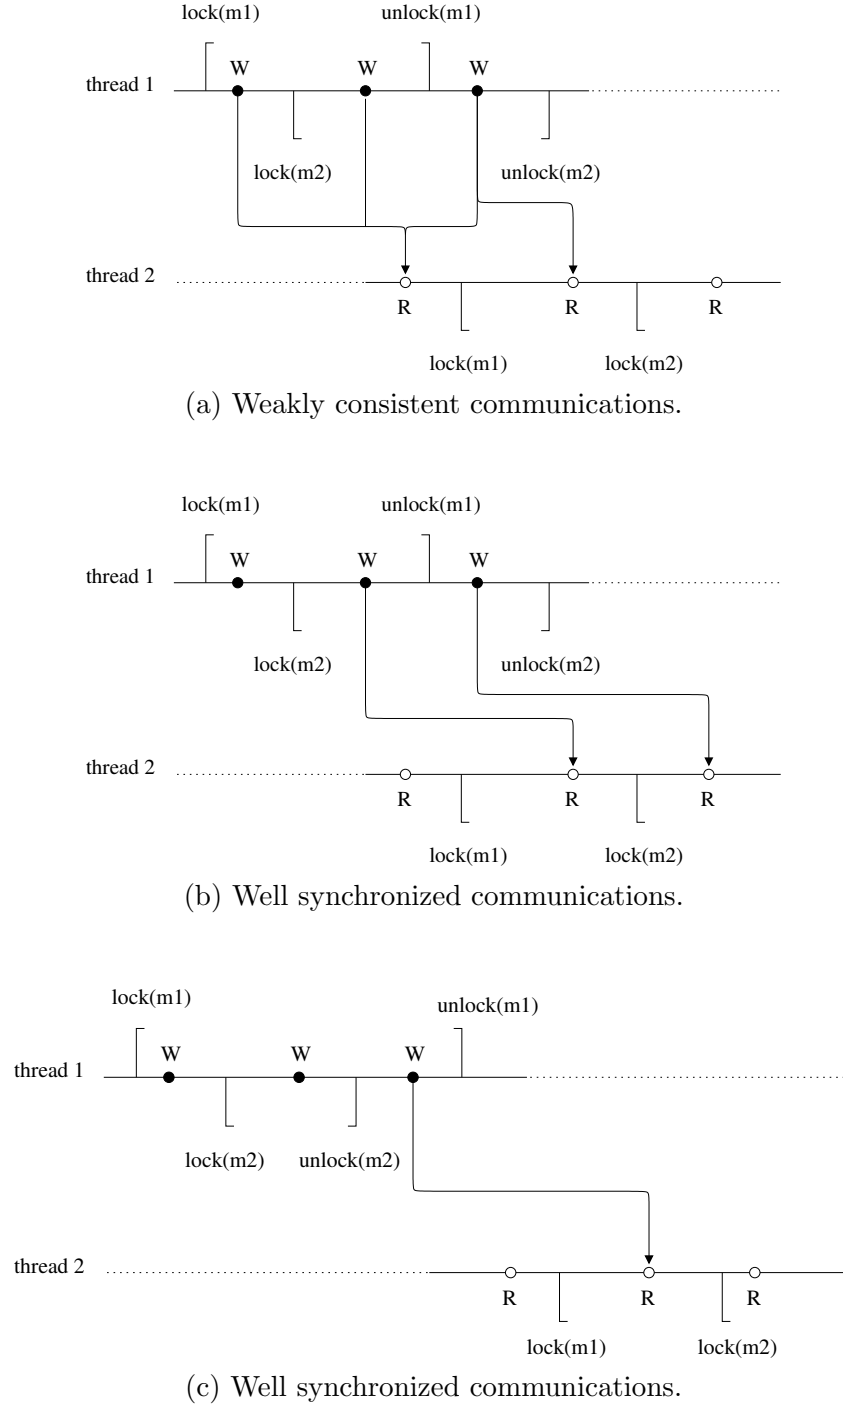 lock(m1) unlock(m1)
W W W
thread 1
lock(m2) unlock(m2)
thread 2
R R R
lock(m1) lock(m2)
(a) Weakly consistent communications.
lock(m1) unlock(m1)
W W W
thread 1
lock(m2) unlock(m2)
thread 2
R R R
lock(m1) lock(m2)
(b) Well synchronized communications.
lock(m1) unlock(m1)
W W W
thread 1
lock(m2) unlock(m2)
thread 2
R R R
lock(m1) lock(m2)
(c) Well synchronized communications.